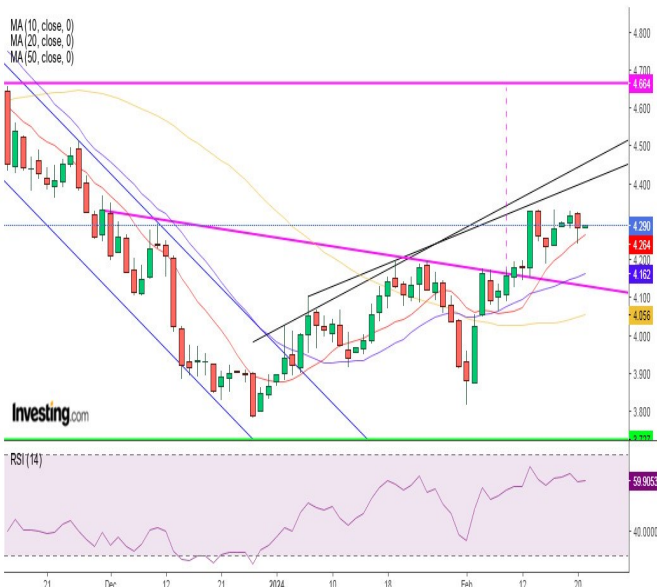 MA (10, close, 0)
MA (20, close, 0)
MA (50, close, 0)
4.800
4.700
4.664
4.600
4.500
4.400
4.290
4.264
4.200
4.162
4.100
4.056
4.000
3.900
3.800
Investing.com
RSI (14)
59.9053
40.0000
21 Dec 12 21 2024 10 18 Feb 12 20